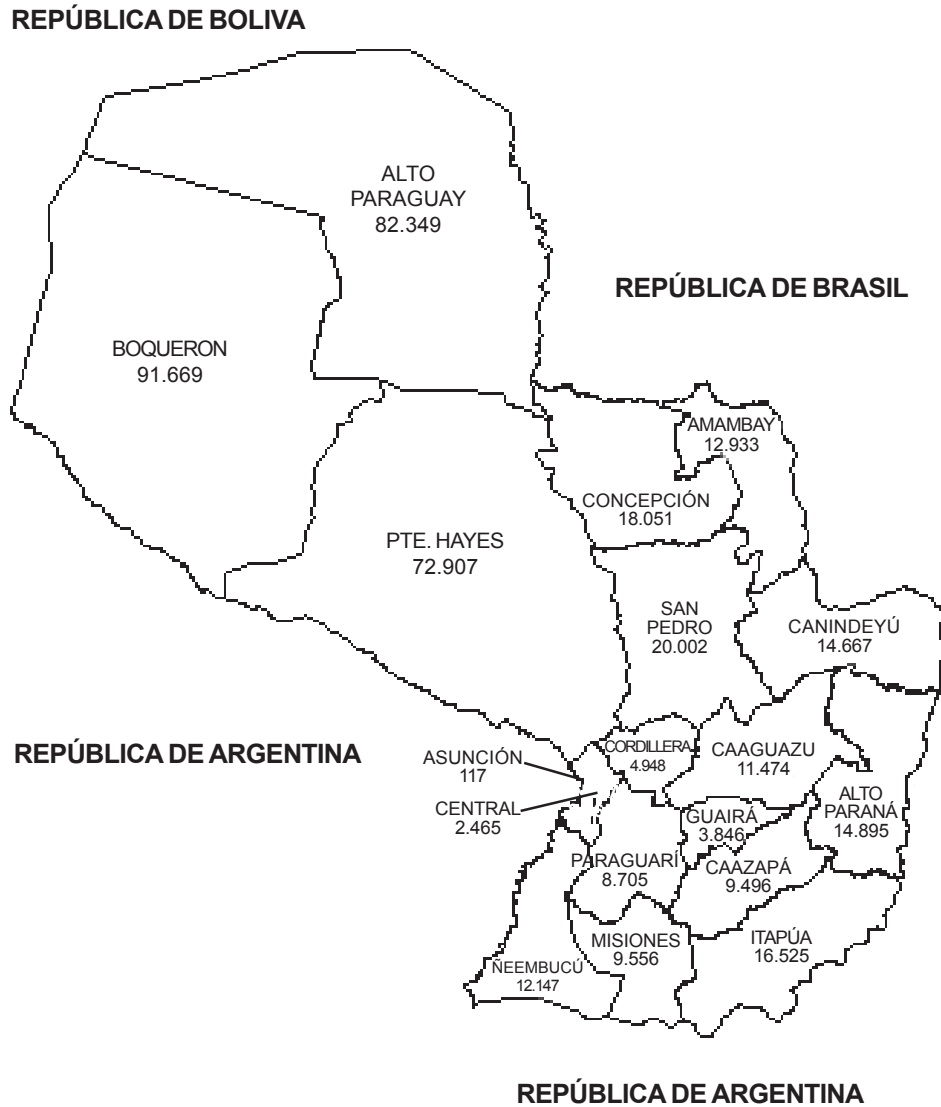 REPÚBLICA DE BOLIVA
ALTO
PARAGUAY
82.349
REPÚBLICA DE BRASIL
BOQUERON
91.669
AMAMBAY
12.933
CONCEPCIÓN
18.051
PTE. HAYES
72.907
SAN
PEDRO
20.002
CANINDEYÚ
14.667
REPÚBLICA DE ARGENTINA
ASUNCIÓN
117
CORDILLERA
4.948
CAAGUAZU
11.474
CENTRAL
2.465
GUAIRÁ
3.846
ALTO
PARANÁ
14.895
PARAGUARÍ
8.705
CAAZAPÁ
9.496
MISIONES
9.556
ITAPÚA
16.525
ÑEEMBUCÚ
12.147
REPÚBLICA DE ARGENTINA